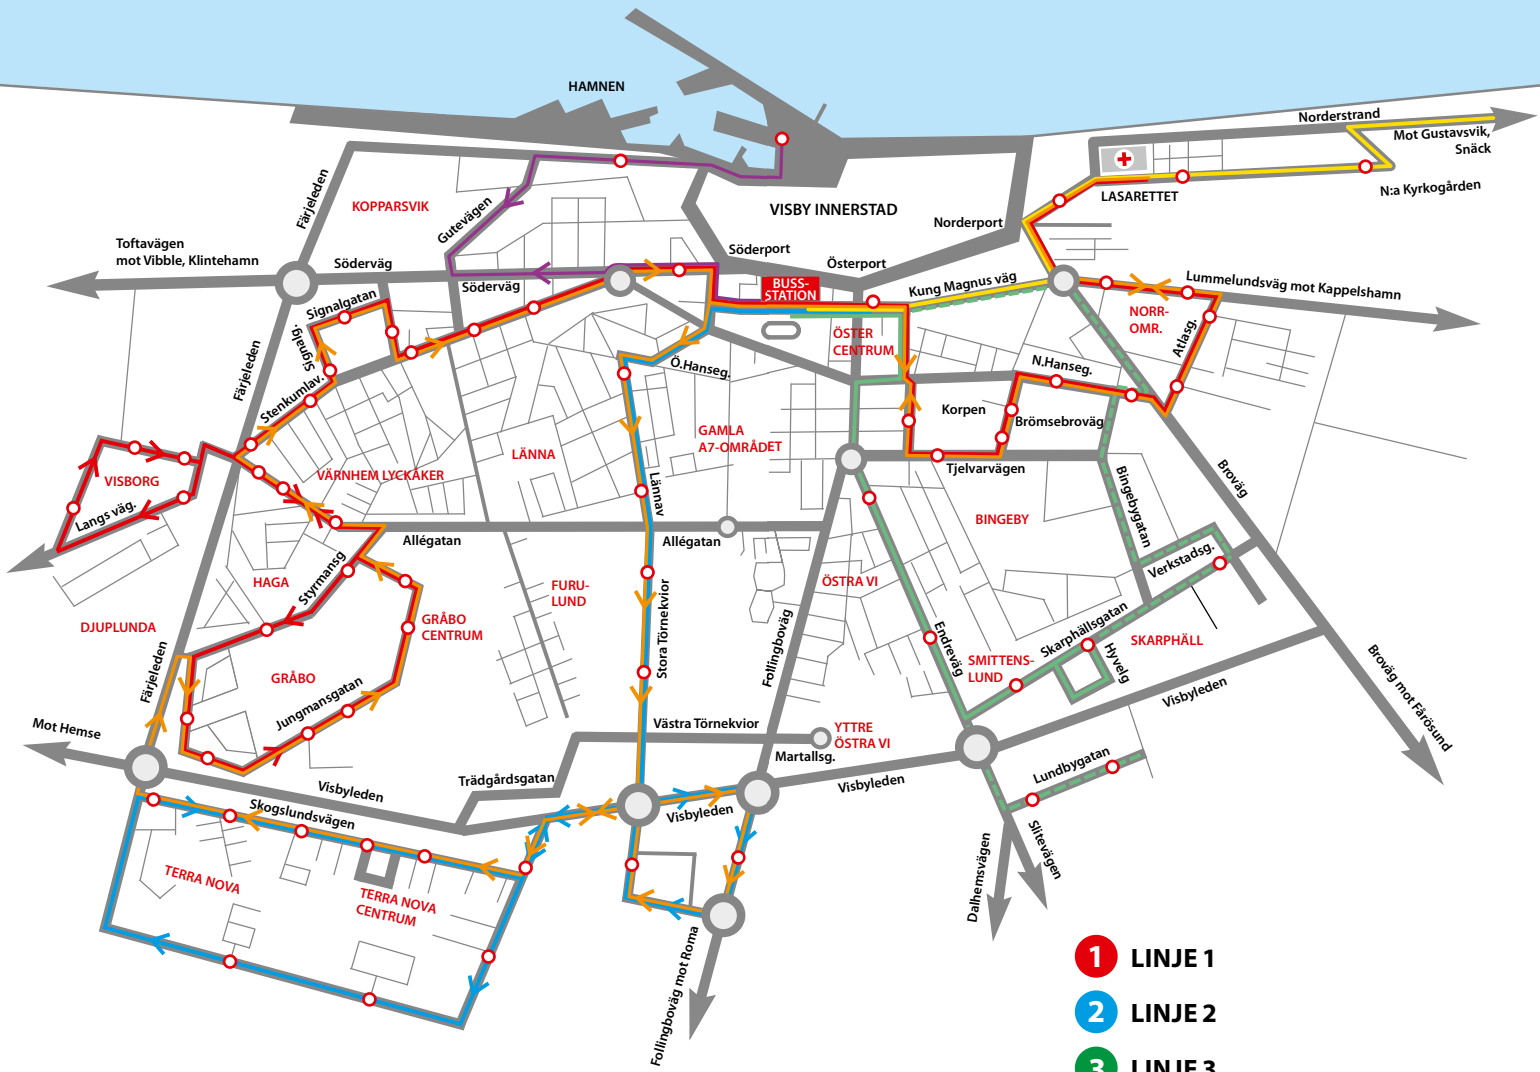 HAMNEN
Norderstrand
Mot Gustavsvik,
Snäck
LASARETTET
N:a Kyrkogården
KOPPARSVIK
Färjeleden
Gutevägen
VISBY INNERSTAD
Norderport
Toftavägen
mot Vibble, Klintehamn
Söderväg
Söderport
Österport
Söderväg
BUSS-
STATION
Kung Magnus väg
Lummelundsväg mot Kappelshamn
Signalgatan
Signalg.
NORR-
OMR.
Atlasg.
ÖSTER
CENTRUM
Färjeleden
Stenkumlav.
Ö.Hanseg.
N.Hanseg.
Korpen
Brömsebroväg
GAMLA
A7-OMRÅDET
LÄNNA
VÄRNHEM LYCKÅKER
VISBORG
Langs väg.
Tjelvarvägen
Lännav
Broväg
Bingebygatan
BINGEBY
Allégatan
Allégatan
Verkstadsg.
HAGA
Styrmansg
FURU-
LUND
ÖSTRA VI
DJUPLUNDA
GRÅBO
CENTRUM
Stora Törnekvior
Follingboväg
Endreväg
Skarphällsgatan
SKARPHÄLL
Hyvelg
SMITTENS-
LUND
Färjeleden
GRÅBO
Jungmansgatan
Visbyleden
Broväg mot Fårösund
Mot Hemse
Västra Törnekvior
YTTRE
ÖSTRA VI
Martallsg.
Lundbygatan
Trädgårdsgatan
Visbyleden
Visbyleden
Visbyleden
Skogslundsvägen
Slitevägen
Dalhemsvägen
TERRA NOVA
TERRA NOVA
CENTRUM
Follingboväg mot Roma
1 LINJE 1
2 LINJE 2
3 LINJE 3